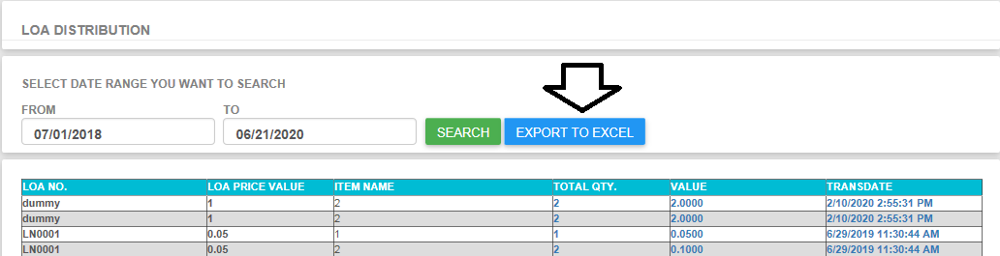 LOA DISTRIBUTION
SELECT DATE RANGE YOU WANT TO SEARCH
FROM TO
07/01/2018 06/21/2020 SEARCH EXPORT TO EXCEL
LOA NO. LOA PRICE VALUE ITEM NAME TOTAL QTY. VALUE TRANSDATE
dummy 1 2 2 2.0000 2/10/2020 2:55:31 PM
dummy 1 2 2 2.0000 2/10/2020 2:55:31 PM
LN0001 0.05 1 1 0.0500 6/29/2019 11:30:44 AM
LN0001 0.05 2 2 0.1000 6/29/2019 11:30:44 AM